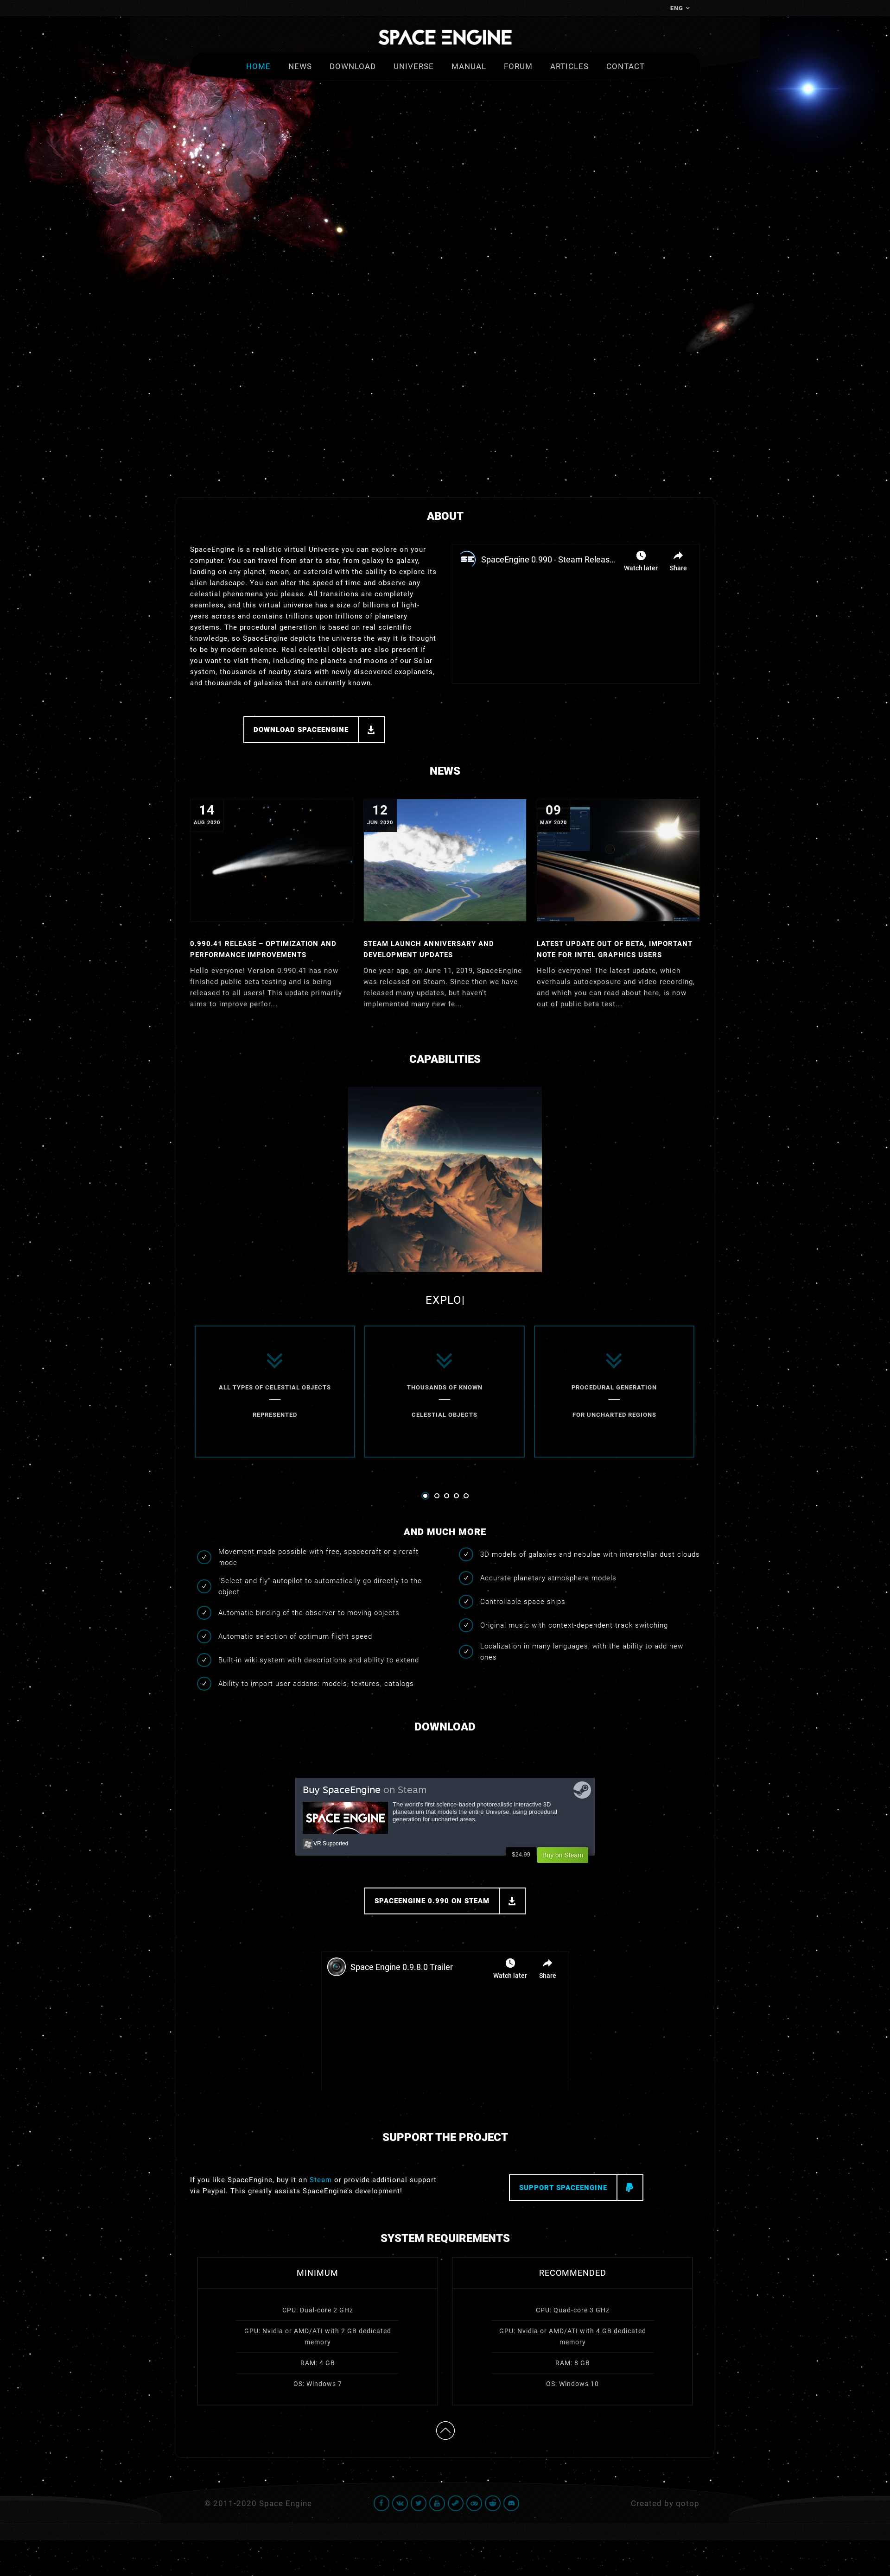 ENG
SPACE ENGINE
HOME NEWS DOWNLOAD UNIVERSE MANUAL FORUM ARTICLES CONTACT
ABOUT
SpaceEngine is a realistic virtual Universe you can explore on your
computer. You can travel from star to star, from galaxy to galaxy,
landing on any planet, moon, or asteroid with the ability to explore its
alien landscape. You can alter the speed of time and observe any
celestial phenomena you please. All transitions are completely
seamless, and this virtual universe has a size of billions of light-
years across and contains trillions upon trillions of planetary
systems. The procedural generation is based on real scientific
knowledge, so SpaceEngine depicts the universe the way it is thought
to be by modern science. Real celestial objects are also present if
you want to visit them, including the planets and moons of our Solar
system, thousands of nearby stars with newly discovered exoplanets,
and thousands of galaxies that are currently known.
SE
SpaceEngine 0.990 - Steam Releas...
Watch later
Share
DOWNLOAD SPACEENGINE
NEWS
14
AUG 2020
0.990.41 RELEASE – OPTIMIZATION AND
PERFORMANCE IMPROVEMENTS
Hello everyone! Version 0.990.41 has now
finished public beta testing and is being
released to all users! This update primarily
aims to improve perfor...
12
JUN 2020
STEAM LAUNCH ANNIVERSARY AND
DEVELOPMENT UPDATES
One year ago, on June 11, 2019, SpaceEngine
was released on Steam. Since then we have
released many updates, but haven't
implemented many new fe...
09
MAY 2020
LATEST UPDATE OUT OF BETA, IMPORTANT
NOTE FOR INTEL GRAPHICS USERS
Hello everyone! The latest update, which
overhauls autoexposure and video recording,
and which you can read about here, is now
out of public beta test...
CAPABILITIES
EXPLO|
ALL TYPES OF CELESTIAL OBJECTS
REPRESENTED
THOUSANDS OF KNOWN
CELESTIAL OBJECTS
PROCEDURAL GENERATION
FOR UNCHARTED REGIONS
AND MUCH MORE
Movement made possible with free, spacecraft or aircraft
mode
"Select and fly" autopilot to automatically go directly to the
object
Automatic binding of the observer to moving objects
Automatic selection of optimum flight speed
Built-in wiki system with descriptions and ability to extend
Ability to import user addons: models, textures, catalogs
3D models of galaxies and nebulae with interstellar dust clouds
Accurate planetary atmosphere models
Controllable space ships
Original music with context-dependent track switching
Localization in many languages, with the ability to add new
ones
DOWNLOAD
Buy SpaceEngine on Steam
SPACE ENGINE
The world's first science-based photorealistic interactive 3D
planetarium that models the entire Universe, using procedural
generation for uncharted areas.
VR Supported
$24.99
Buy on Steam
SPACEENGINE 0.990 ON STEAM
Space Engine 0.9.8.0 Trailer
Watch later
Share
SUPPORT THE PROJECT
If you like SpaceEngine, buy it on Steam or provide additional support
via Paypal. This greatly assists SpaceEngine's development!
SUPPORT SPACEENGINE
SYSTEM REQUIREMENTS
MINIMUM
CPU: Dual-core 2 GHz
GPU: Nvidia or AMD/ATI with 2 GB dedicated
memory
RAM: 4 GB
OS: Windows 7
RECOMMENDED
CPU: Quad-core 3 GHz
GPU: Nvidia or AMD/ATI with 4 GB dedicated
memory
RAM: 8 GB
OS: Windows 10
© 2011-2020 Space Engine
Created by qotop